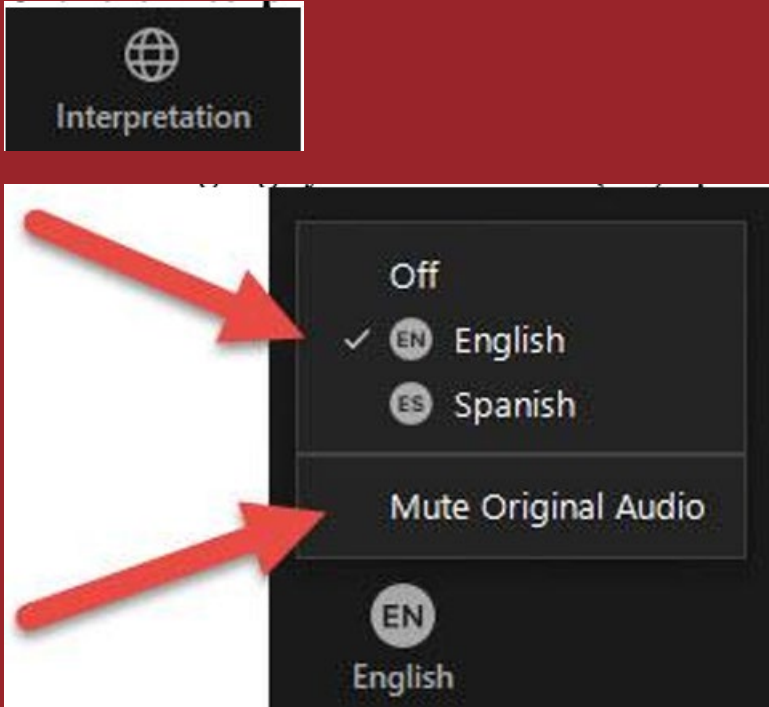 Interpretation
Off
EN English
ES Spanish
Mute Original Audio
EN
English